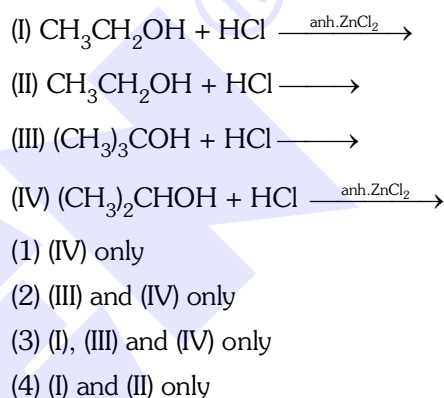 (I) CH₃CH₂OH + HCl —anh.ZnCl₂→
(II) CH₃CH₂OH + HCl ⟶
(III) (CH₃)₃COH + HCl ⟶
(IV) (CH₃)₂CHOH + HCl —anh.ZnCl₂→
(1) (IV) only
(2) (III) and (IV) only
(3) (I), (III) and (IV) only
(4) (I) and (II) only